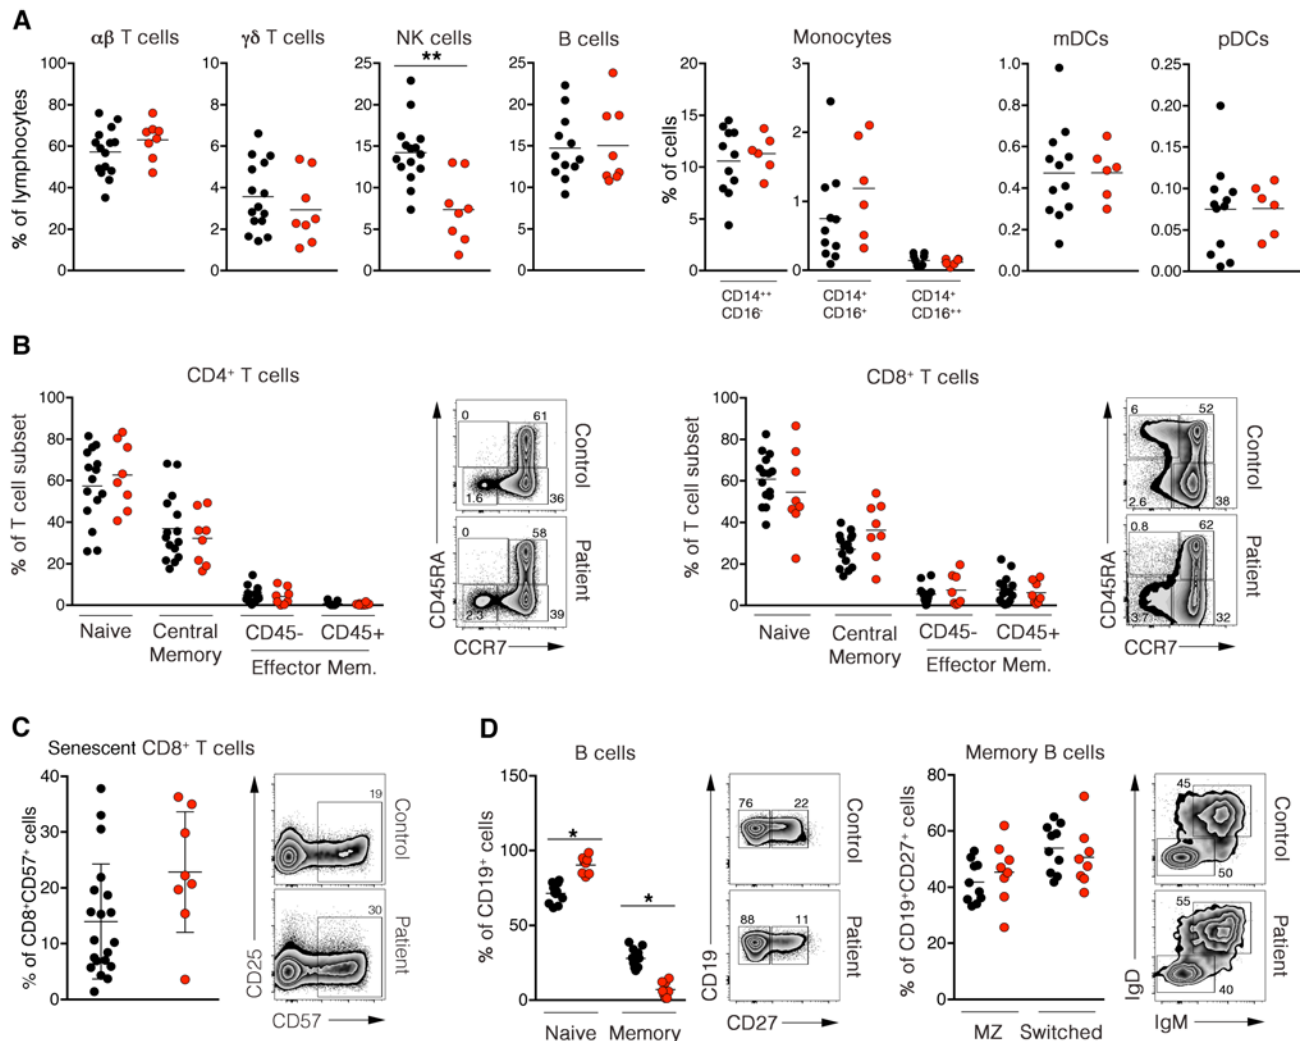 A
αβ T cells
γδ T cells
NK cells
B cells
Monocytes
mDCs
pDCs
% of lymphocytes
100
80
60
40
20
0
10
8
6
4
2
0
25
20
15
10
5
0
**
25
20
15
10
5
0
% of cells
20
15
10
5
0
3
2
1
0
1.0
0.8
0.6
0.4
0.2
0.0
0.25
0.20
0.15
0.10
0.05
0.00
CD14++ CD14+ CD14+
CD16- CD16+ CD16++
B
CD4+ T cells
% of T cell subset
100
80
60
40
20
0
Naive Central CD45- CD45+
Memory Effector Mem.
0 61
1.6 36
Control
0 58
2.3 39
Patient
CD45RA
CCR7
CD8+ T cells
% of T cell subset
100
80
60
40
20
0
Naive Central CD45- CD45+
Memory Effector Mem.
6 52
2.6 38
Control
0.8 62
3.7 32
Patient
CD45RA
CCR7
C
Senescent CD8+ T cells
% of CD8+CD57+ cells
40
30
20
10
0
19
Control
30
Patient
CD25
CD57
D
B cells
% of CD19+ cells
150
100
50
0
*
*
Naive Memory
76 22
Control
88 11
Patient
CD19
CD27
Memory B cells
% of CD19+CD27+ cells
80
60
40
20
0
MZ Switched
45
50
Control
55
40
Patient
IgD
IgM